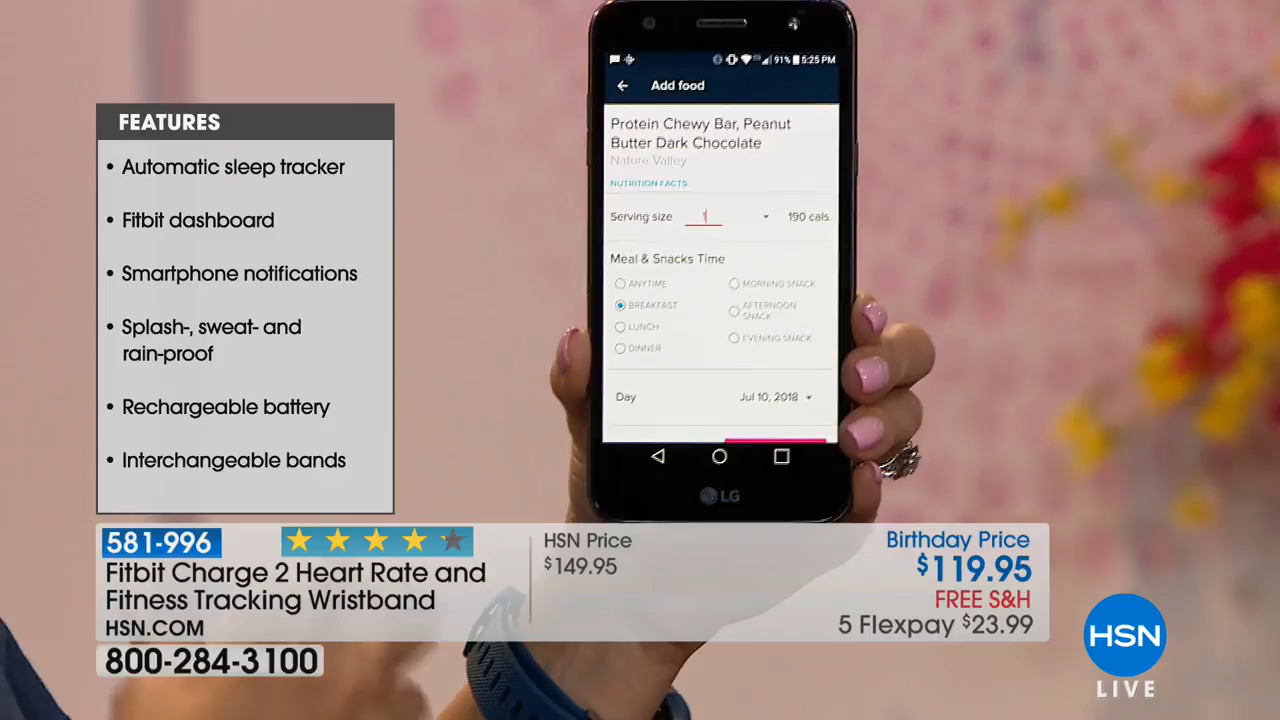 91% 5:25 PM
Add food
Protein Chewy Bar, Peanut
Butter Dark Chocolate
Nature Valley
NUTRITION FACTS
Serving size 1 190 cals.
Meal & Snacks Time
ANYTIME
MORNING SNACK
BREAKFAST
AFTERNOON
SNACK
LUNCH
EVENING SNACK
DINNER
Day Jul 10, 2018
LG
FEATURES
• Automatic sleep tracker
• Fitbit dashboard
• Smartphone notifications
• Splash-, sweat- and
rain-proof
• Rechargeable battery
• Interchangeable bands
581-996
Fitbit Charge 2 Heart Rate and
Fitness Tracking Wristband
HSN.COM
800-284-3100
HSN Price
$149.95
Birthday Price
$119.95
FREE S&H
5 Flexpay $23.99
HSN
LIVE